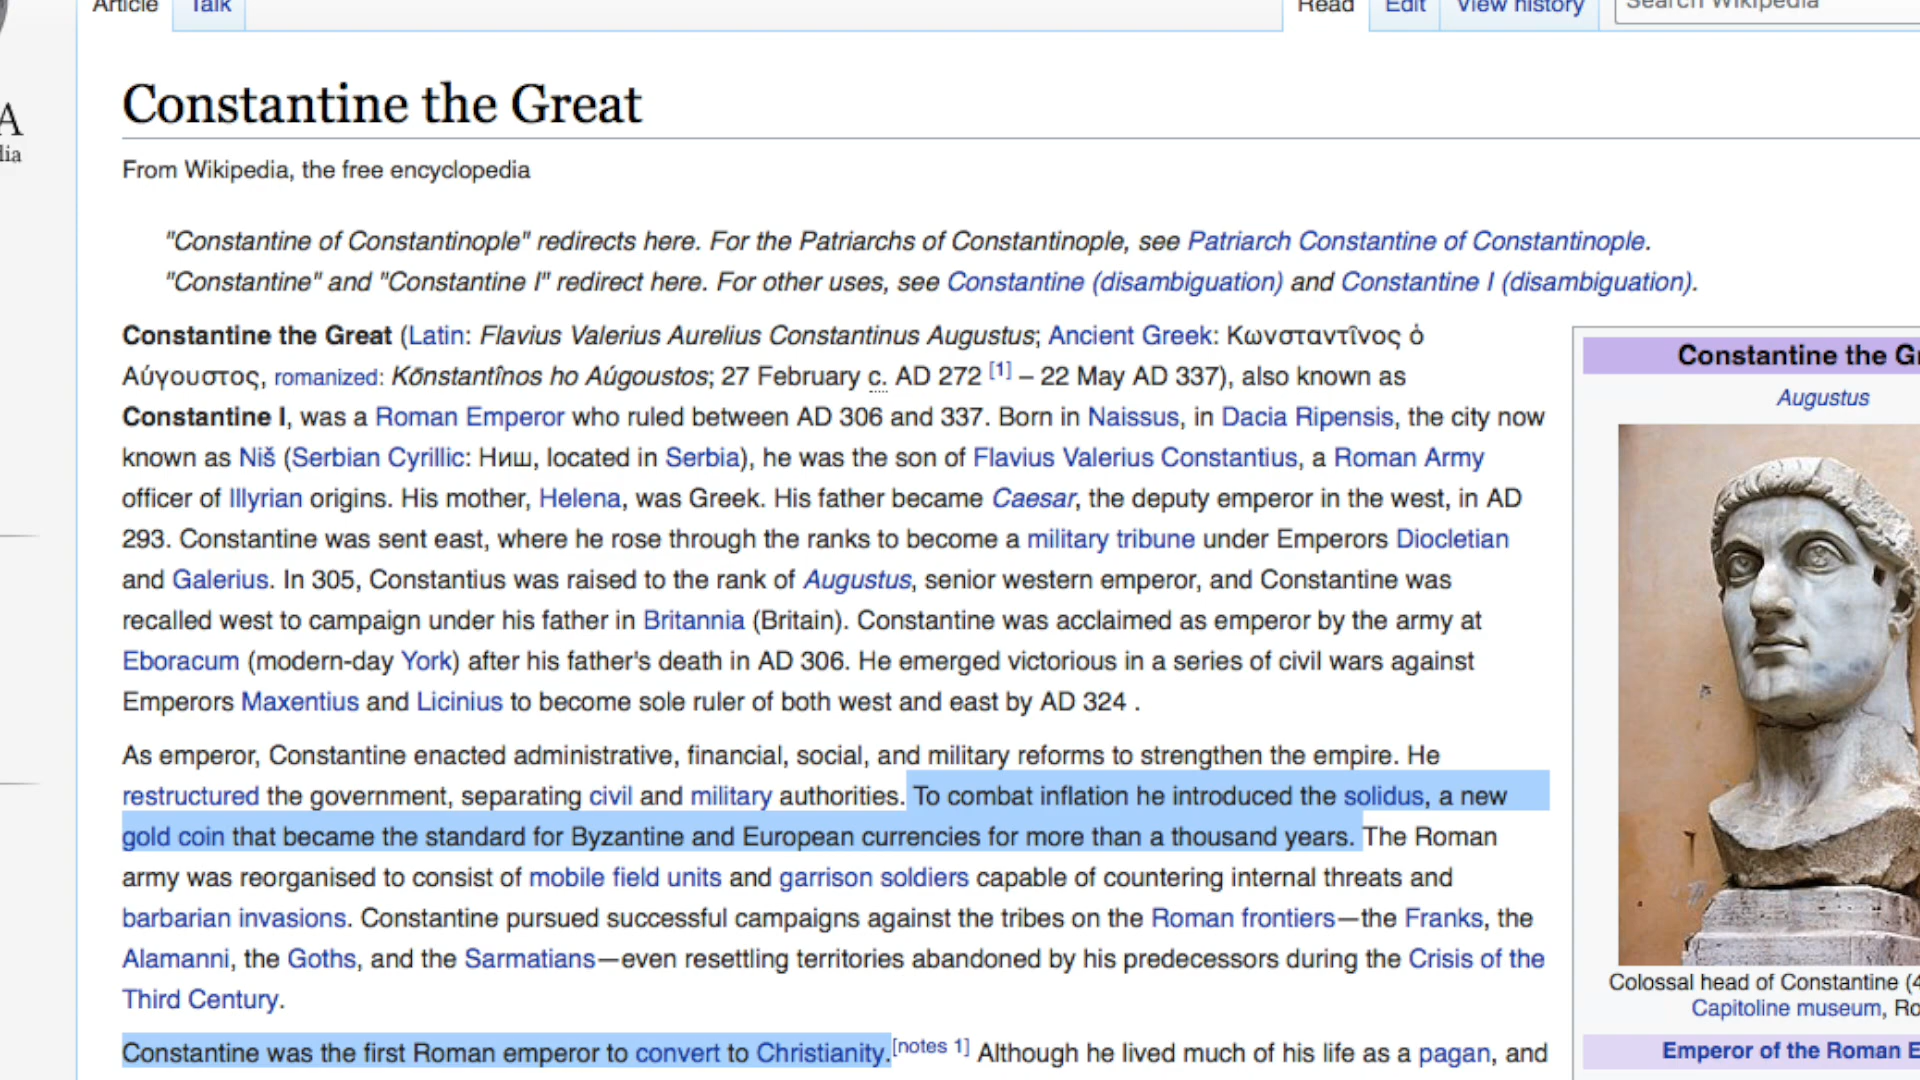 Article Talk Read Edit View history Search Wikipedia
A
dia
Constantine the Great
From Wikipedia, the free encyclopedia
"Constantine of Constantinople" redirects here. For the Patriarchs of Constantinople, see Patriarch Constantine of Constantinople.
"Constantine" and "Constantine I" redirect here. For other uses, see Constantine (disambiguation) and Constantine I (disambiguation).
Constantine the Great (Latin: Flavius Valerius Aurelius Constantinus Augustus; Ancient Greek: Κωνσταντῖνος ὁ
Αύγουστος, romanized: Kōnstantînos ho Aúgoustos; 27 February c. AD 272 [1] – 22 May AD 337), also known as
Constantine I, was a Roman Emperor who ruled between AD 306 and 337. Born in Naissus, in Dacia Ripensis, the city now
known as Niš (Serbian Cyrillic: Ниш, located in Serbia), he was the son of Flavius Valerius Constantius, a Roman Army
officer of Illyrian origins. His mother, Helena, was Greek. His father became Caesar, the deputy emperor in the west, in AD
293. Constantine was sent east, where he rose through the ranks to become a military tribune under Emperors Diocletian
and Galerius. In 305, Constantius was raised to the rank of Augustus, senior western emperor, and Constantine was
recalled west to campaign under his father in Britannia (Britain). Constantine was acclaimed as emperor by the army at
Eboracum (modern-day York) after his father's death in AD 306. He emerged victorious in a series of civil wars against
Emperors Maxentius and Licinius to become sole ruler of both west and east by AD 324 .
As emperor, Constantine enacted administrative, financial, social, and military reforms to strengthen the empire. He
restructured the government, separating civil and military authorities. To combat inflation he introduced the solidus, a new
gold coin that became the standard for Byzantine and European currencies for more than a thousand years. The Roman
army was reorganised to consist of mobile field units and garrison soldiers capable of countering internal threats and
barbarian invasions. Constantine pursued successful campaigns against the tribes on the Roman frontiers—the Franks, the
Alamanni, the Goths, and the Sarmatians—even resettling territories abandoned by his predecessors during the Crisis of the
Third Century.
Constantine was the first Roman emperor to convert to Christianity.[notes 1] Although he lived much of his life as a pagan, and
Constantine the Gr
Augustus
Colossal head of Constantine (4
Capitoline museum, Ro
Emperor of the Roman E